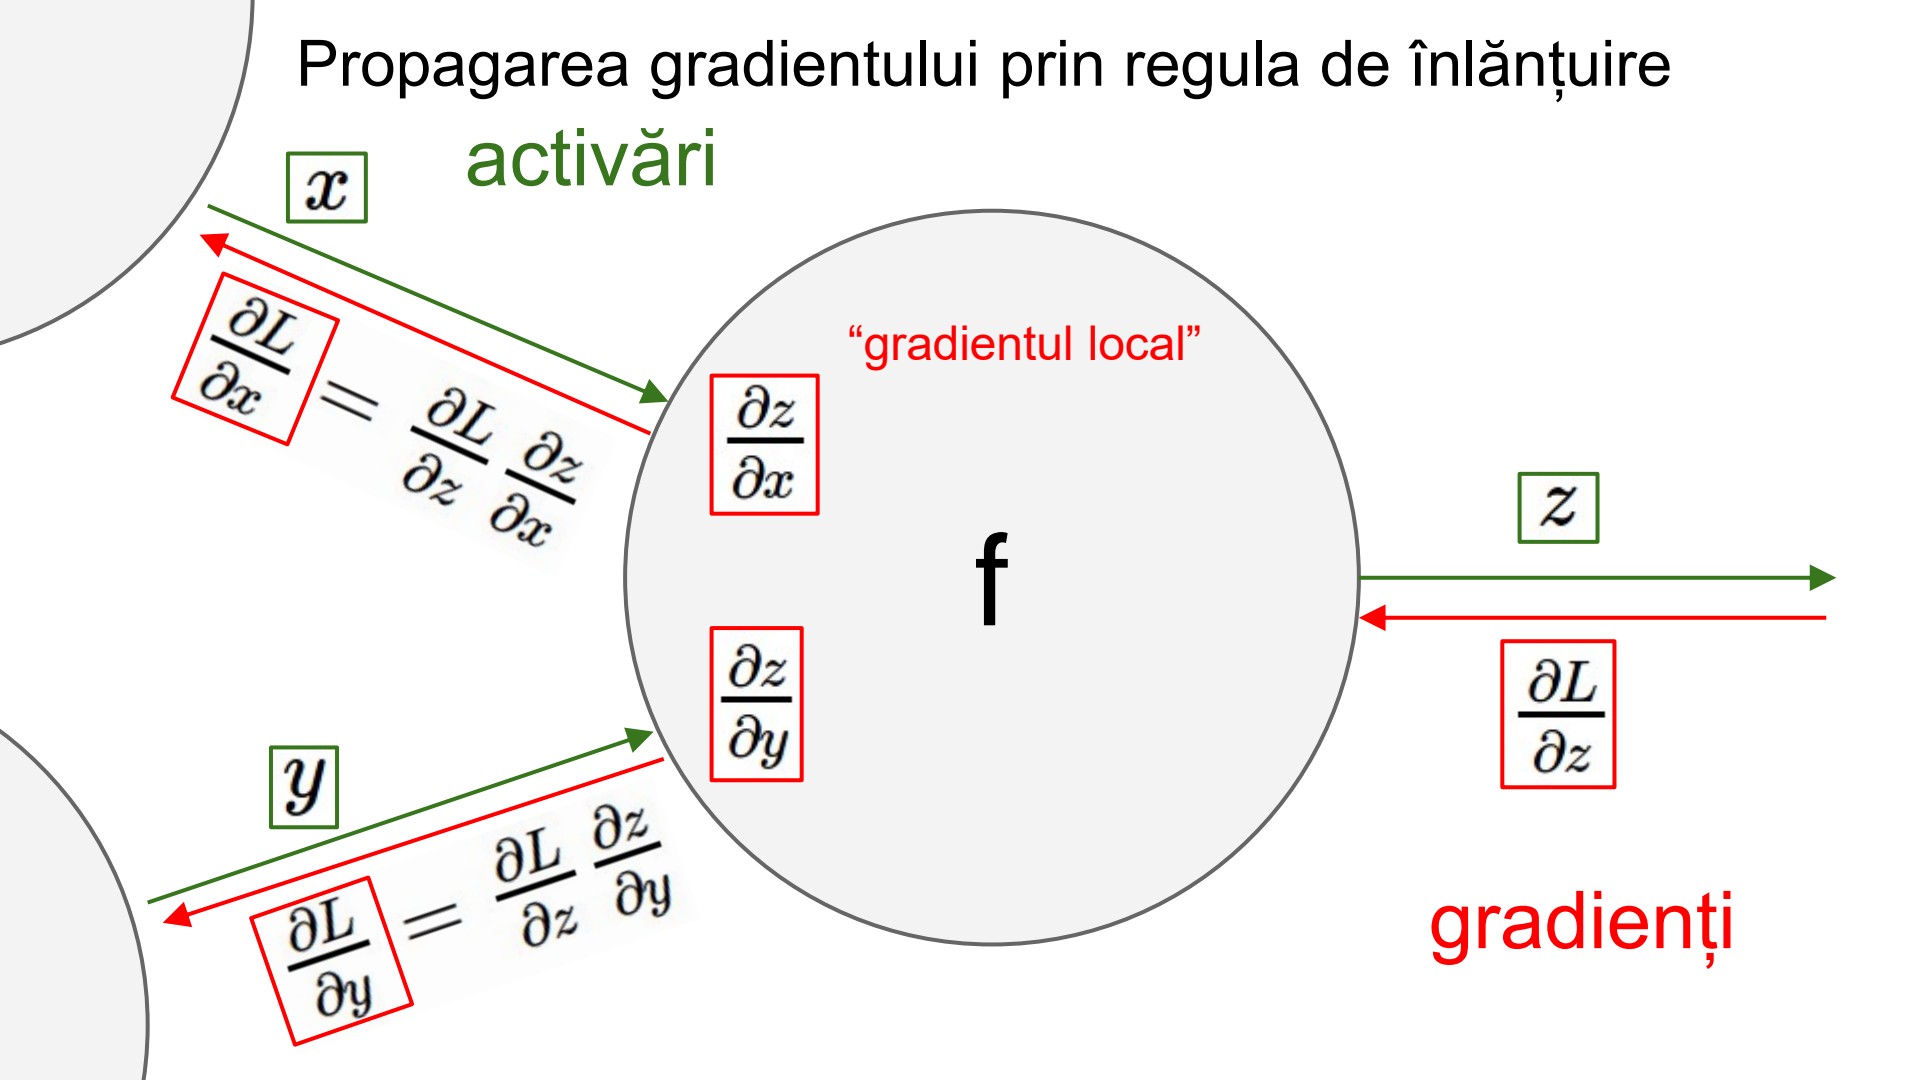 Propagarea gradientului prin regula de înlănțuire
activări
x
∂L/∂x = ∂L/∂z ∂z/∂x
“gradientul local”
∂z/∂x
f
z
∂z/∂y
∂L/∂z
y
∂L/∂y = ∂L/∂z ∂z/∂y
gradienți